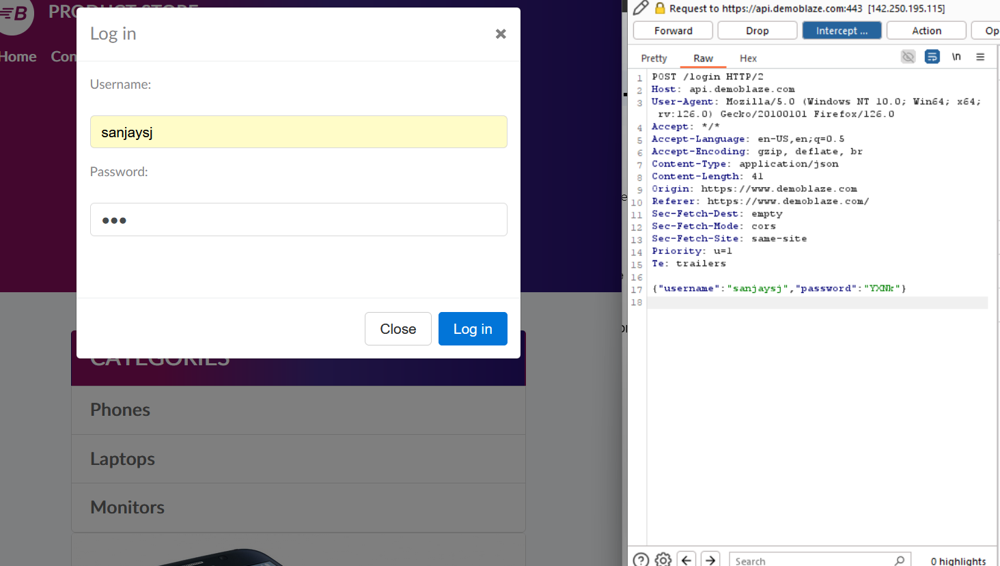 B PRODUCT STORE
Home Con
Log in
Username:
sanjaysj
Password:
Close
Log in
CATEGORIES
Phones
Laptops
Monitors
Request to https://api.demoblaze.com:443 [142.250.195.115]
Forward Drop Intercept ... Action Op
Pretty Raw Hex \n
1 POST /login HTTP/2
2 Host: api.demoblaze.com
3 User-Agent: Mozilla/5.0 (Windows NT 10.0; Win64; x64;
rv:126.0) Gecko/20100101 Firefox/126.0
4 Accept: */*
5 Accept-Language: en-US,en;q=0.5
6 Accept-Encoding: gzip, deflate, br
7 Content-Type: application/json
8 Content-Length: 41
9 Origin: https://www.demoblaze.com
10 Referer: https://www.demoblaze.com/
11 Sec-Fetch-Dest: empty
12 Sec-Fetch-Mode: cors
13 Sec-Fetch-Site: same-site
14 Priority: u=1
15 Te: trailers
16
17 {"username":"sanjaysj","password":"YXNk"}
18
Search
0 highlights